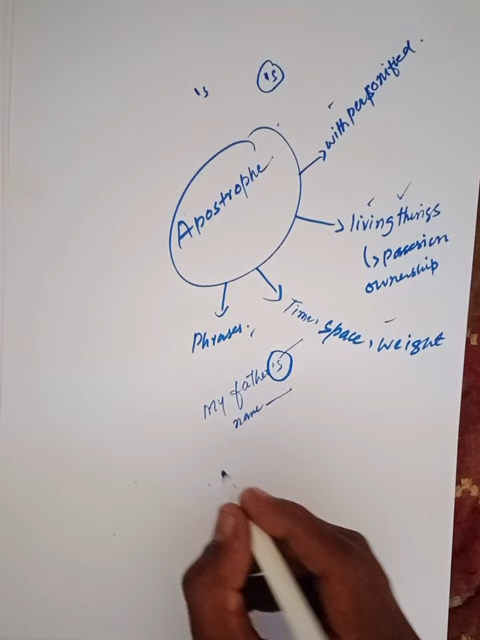 's 's
with personified.
Apostrophe
living things
↳ possession
ownership
Time, space, weight
Phrases.,
My father's
name —